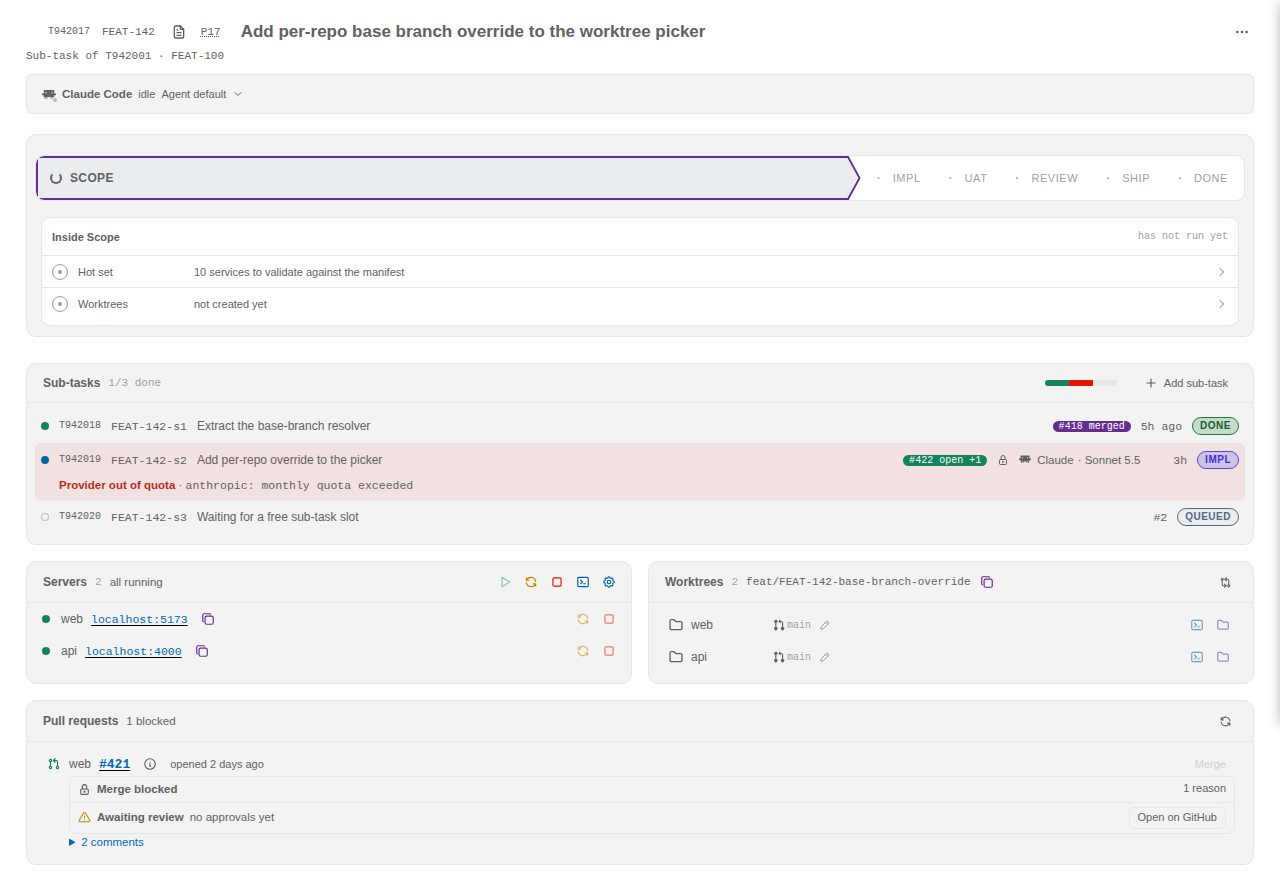 T942017 FEAT-142 P17 Add per-repo base branch override to the worktree picker
Sub-task of T942001 · FEAT-100
Claude Code idle Agent default
SCOPE · IMPL · UAT · REVIEW · SHIP · DONE
Inside Scope has not run yet
Hot set 10 services to validate against the manifest
Worktrees not created yet
Sub-tasks 1/3 done Add sub-task
T942018 FEAT-142-s1 Extract the base-branch resolver #418 merged 5h ago DONE
T942019 FEAT-142-s2 Add per-repo override to the picker #422 open +1 Claude · Sonnet 5.5 3h IMPL
Provider out of quota · anthropic: monthly quota exceeded
T942020 FEAT-142-s3 Waiting for a free sub-task slot #2 QUEUED
Servers 2 all running
web localhost:5173
api localhost:4000
Worktrees 2 feat/FEAT-142-base-branch-override
web main
api main
Pull requests 1 blocked
web #421 opened 2 days ago Merge
Merge blocked 1 reason
Awaiting review no approvals yet Open on GitHub
2 comments